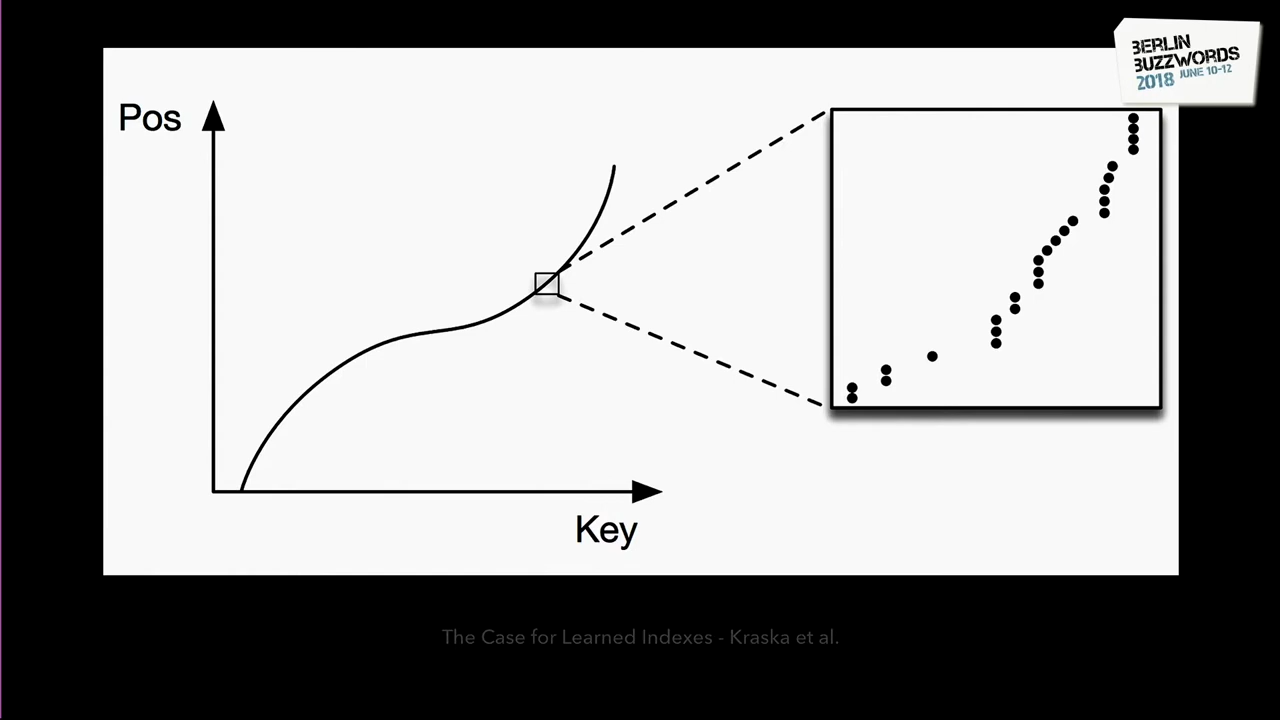 BERLIN
BUZZWORDS
2018 JUNE 10-12
Pos
Key
The Case for Learned Indexes - Kraska et al.